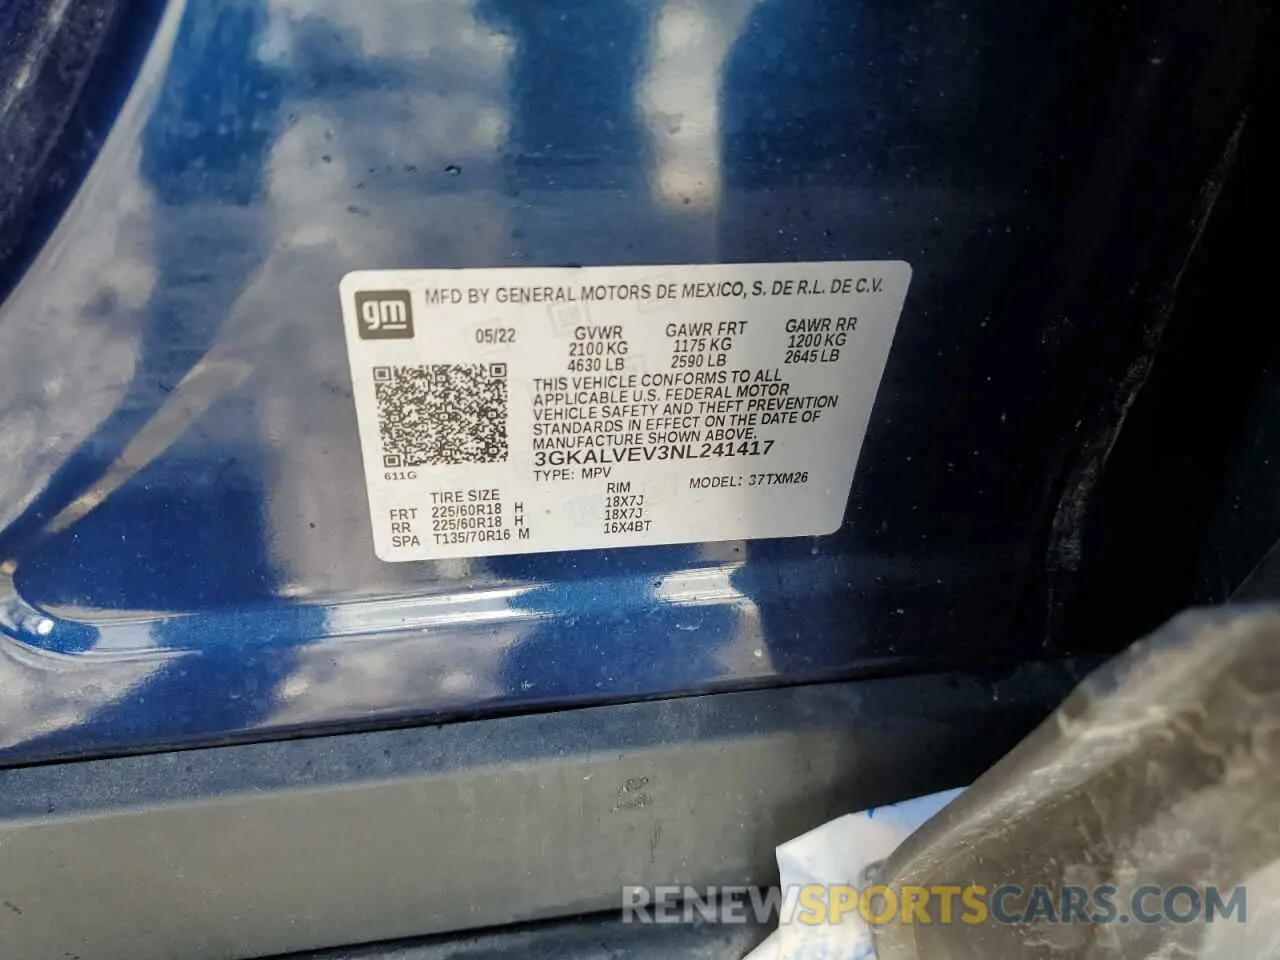 gm MFD BY GENERAL MOTORS DE MEXICO, S. DE R.L. DE C.V.
05/22 GVWR GAWR FRT GAWR RR
2100 KG 1175 KG 1200 KG
4630 LB 2590 LB 2645 LB
THIS VEHICLE CONFORMS TO ALL
APPLICABLE U.S. FEDERAL MOTOR
VEHICLE SAFETY AND THEFT PREVENTION
STANDARDS IN EFFECT ON THE DATE OF
MANUFACTURE SHOWN ABOVE.
3GKALVEV3NL241417
611G TYPE: MPV MODEL: 37TXM26
TIRE SIZE RIM
FRT 225/60R18 H 18X7J
RR 225/60R18 H 18X7J
SPA T135/70R16 M 16X4BT
RENEWSPORTSCARS.COM